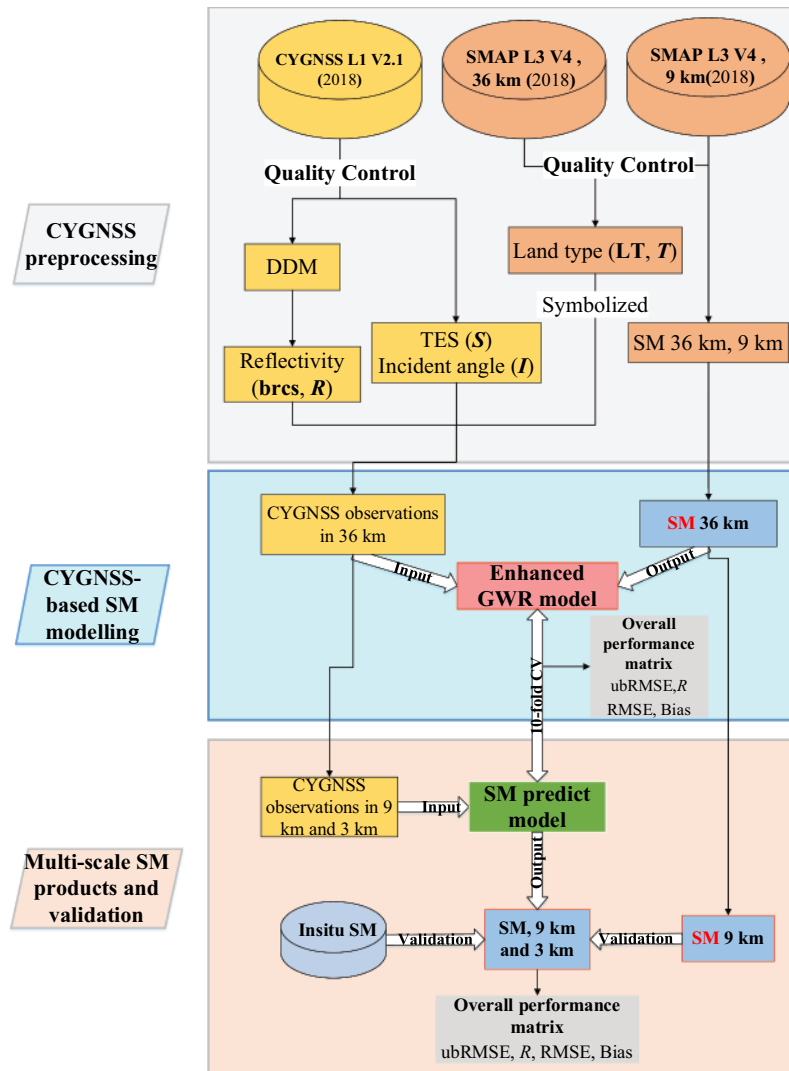 CYGNSS L1 V2.1
(2018)
SMAP L3 V4 ,
36 km (2018)
SMAP L3 V4 ,
9 km(2018)
Quality Control
Quality Control
CYGNSS
preprocessing
DDM
Land type (LT, T)
Symbolized
Reflectivity
(brcs, R)
TES (S)
Incident angle (I)
SM 36 km, 9 km
CYGNSS observations
in 36 km
SM 36 km
Input
Output
Enhanced
GWR model
CYGNSS-
based SM
modelling
10-fold CV
Overall
performance
matrix
ubRMSE,R
RMSE, Bias
CYGNSS
observations in 9
km and 3 km
Input
SM predict
model
Output
Multi-scale SM
products and
validation
Insitu SM
Validation
SM, 9 km
and 3 km
Validation
SM 9 km
Overall performance
matrix
ubRMSE, R, RMSE, Bias